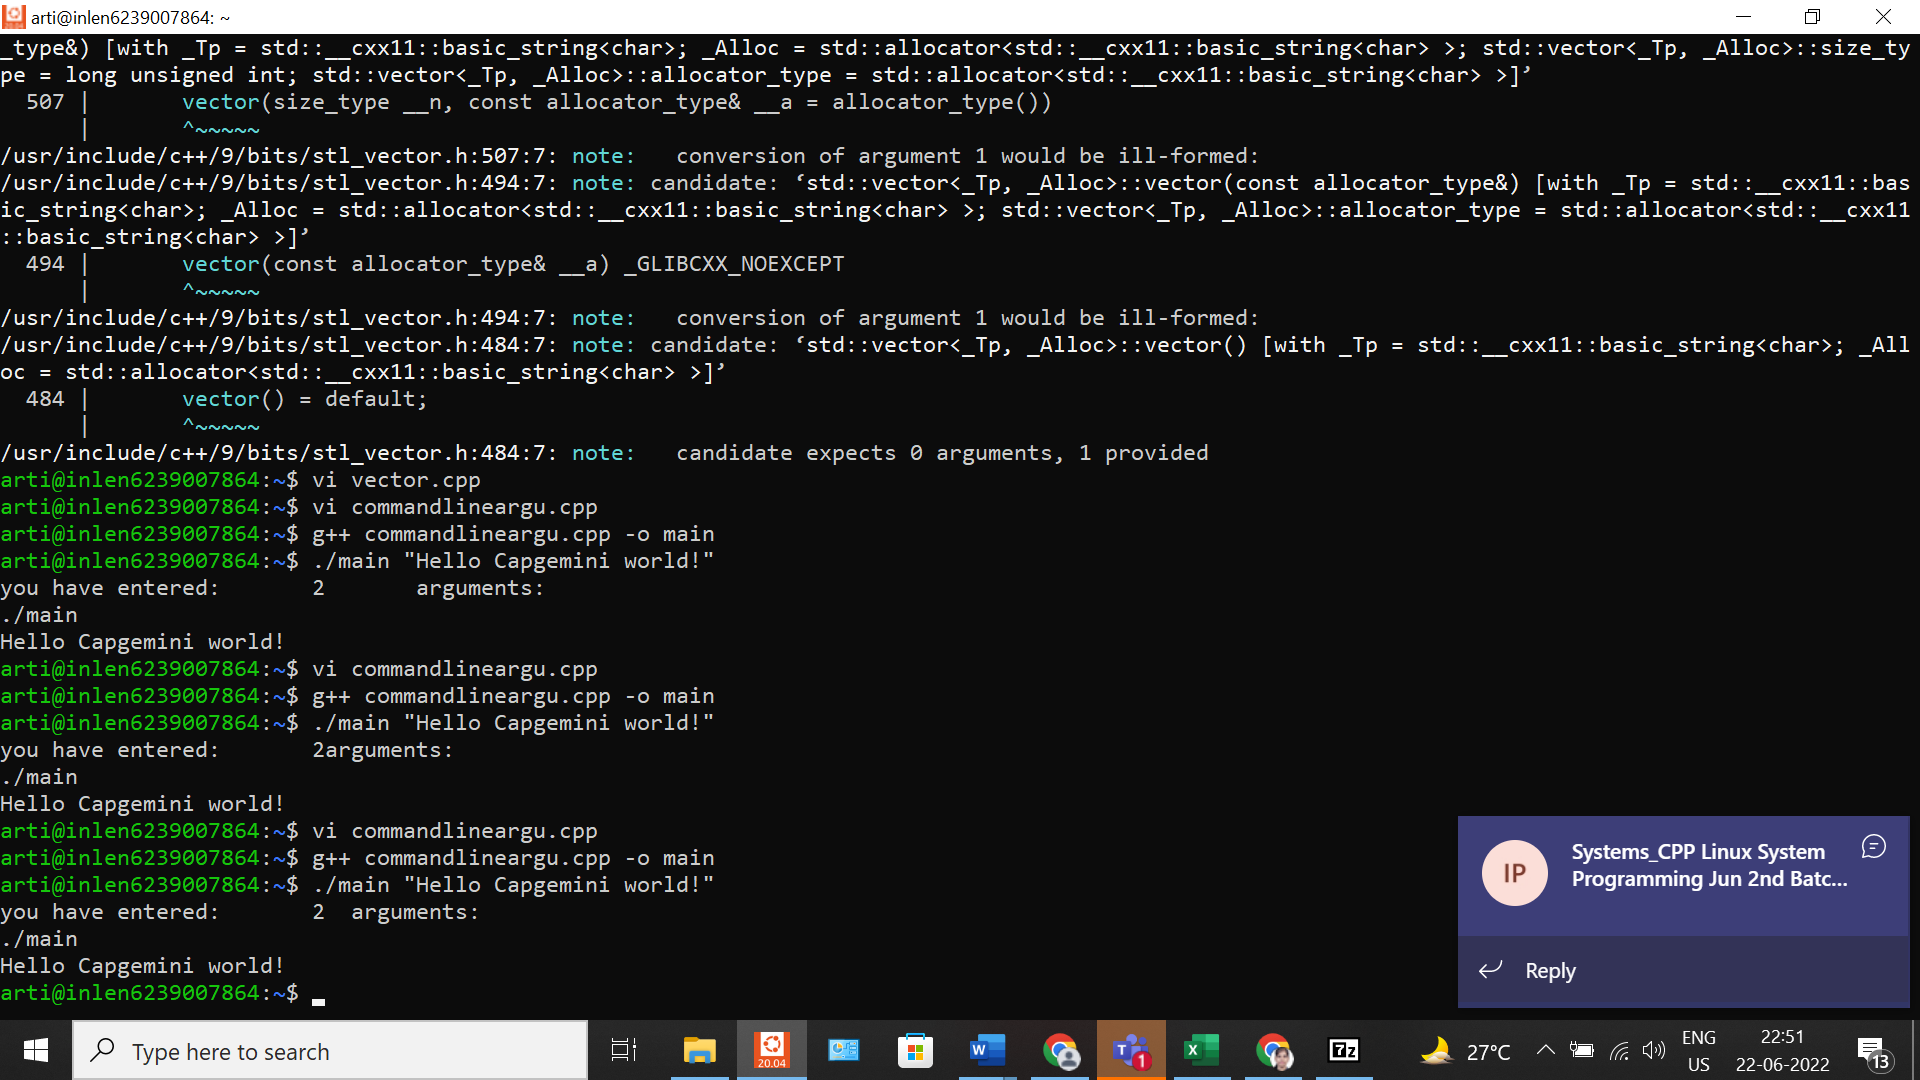 arti@inlen6239007864: ~
_type&) [with _Tp = std::__cxx11::basic_string<char>; _Alloc = std::allocator<std::__cxx11::basic_string<char> >; std::vector<_Tp, _Alloc>::size_ty
pe = long unsigned int; std::vector<_Tp, _Alloc>::allocator_type = std::allocator<std::__cxx11::basic_string<char> >]’
  507 |       vector(size_type __n, const allocator_type& __a = allocator_type())
      |       ^~~~~~
/usr/include/c++/9/bits/stl_vector.h:507:7: note:   conversion of argument 1 would be ill-formed:
/usr/include/c++/9/bits/stl_vector.h:494:7: note: candidate: ‘std::vector<_Tp, _Alloc>::vector(const allocator_type&) [with _Tp = std::__cxx11::bas
ic_string<char>; _Alloc = std::allocator<std::__cxx11::basic_string<char> >; std::vector<_Tp, _Alloc>::allocator_type = std::allocator<std::__cxx11
::basic_string<char> >]’
  494 |       vector(const allocator_type& __a) _GLIBCXX_NOEXCEPT
      |       ^~~~~~
/usr/include/c++/9/bits/stl_vector.h:494:7: note:   conversion of argument 1 would be ill-formed:
/usr/include/c++/9/bits/stl_vector.h:484:7: note: candidate: ‘std::vector<_Tp, _Alloc>::vector() [with _Tp = std::__cxx11::basic_string<char>; _All
oc = std::allocator<std::__cxx11::basic_string<char> >]’
  484 |       vector() = default;
      |       ^~~~~~
/usr/include/c++/9/bits/stl_vector.h:484:7: note:   candidate expects 0 arguments, 1 provided
arti@inlen6239007864:~$ vi vector.cpp
arti@inlen6239007864:~$ vi commandlineargu.cpp
arti@inlen6239007864:~$ g++ commandlineargu.cpp -o main
arti@inlen6239007864:~$ ./main "Hello Capgemini world!"
you have entered:       2       arguments:
./main
Hello Capgemini world!
arti@inlen6239007864:~$ vi commandlineargu.cpp
arti@inlen6239007864:~$ g++ commandlineargu.cpp -o main
arti@inlen6239007864:~$ ./main "Hello Capgemini world!"
you have entered:       2arguments:
./main
Hello Capgemini world!
arti@inlen6239007864:~$ vi commandlineargu.cpp
arti@inlen6239007864:~$ g++ commandlineargu.cpp -o main
arti@inlen6239007864:~$ ./main "Hello Capgemini world!"
you have entered:       2  arguments:
./main
Hello Capgemini world!
arti@inlen6239007864:~$
IP
Systems_CPP Linux System
Programming Jun 2nd Batc...
Reply
Type here to search
20.04
W
T
1
X
7z
27°C
ENG
US
22:51
22-06-2022
13